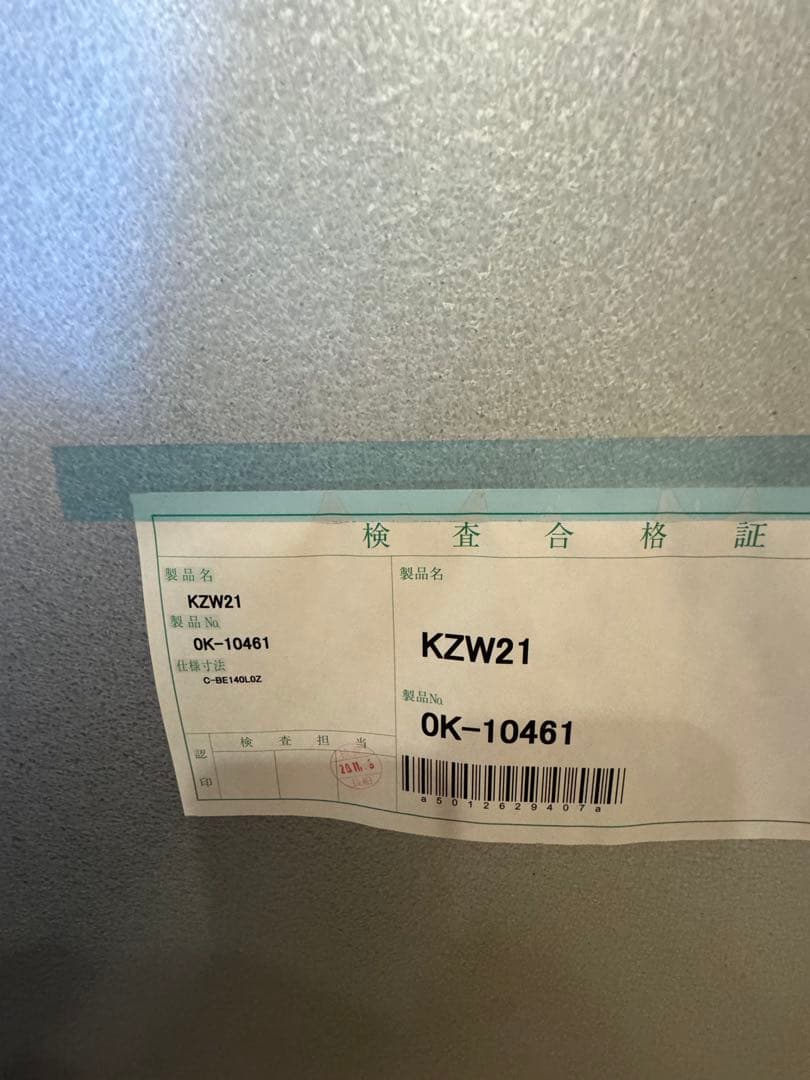 検査合格証
製品名
KZW21
製品No.
0K-10461
仕様寸法
C-BE140L0Z
検査担当
認印
製品名
KZW21
製品No.
0K-10461
a5012629407a